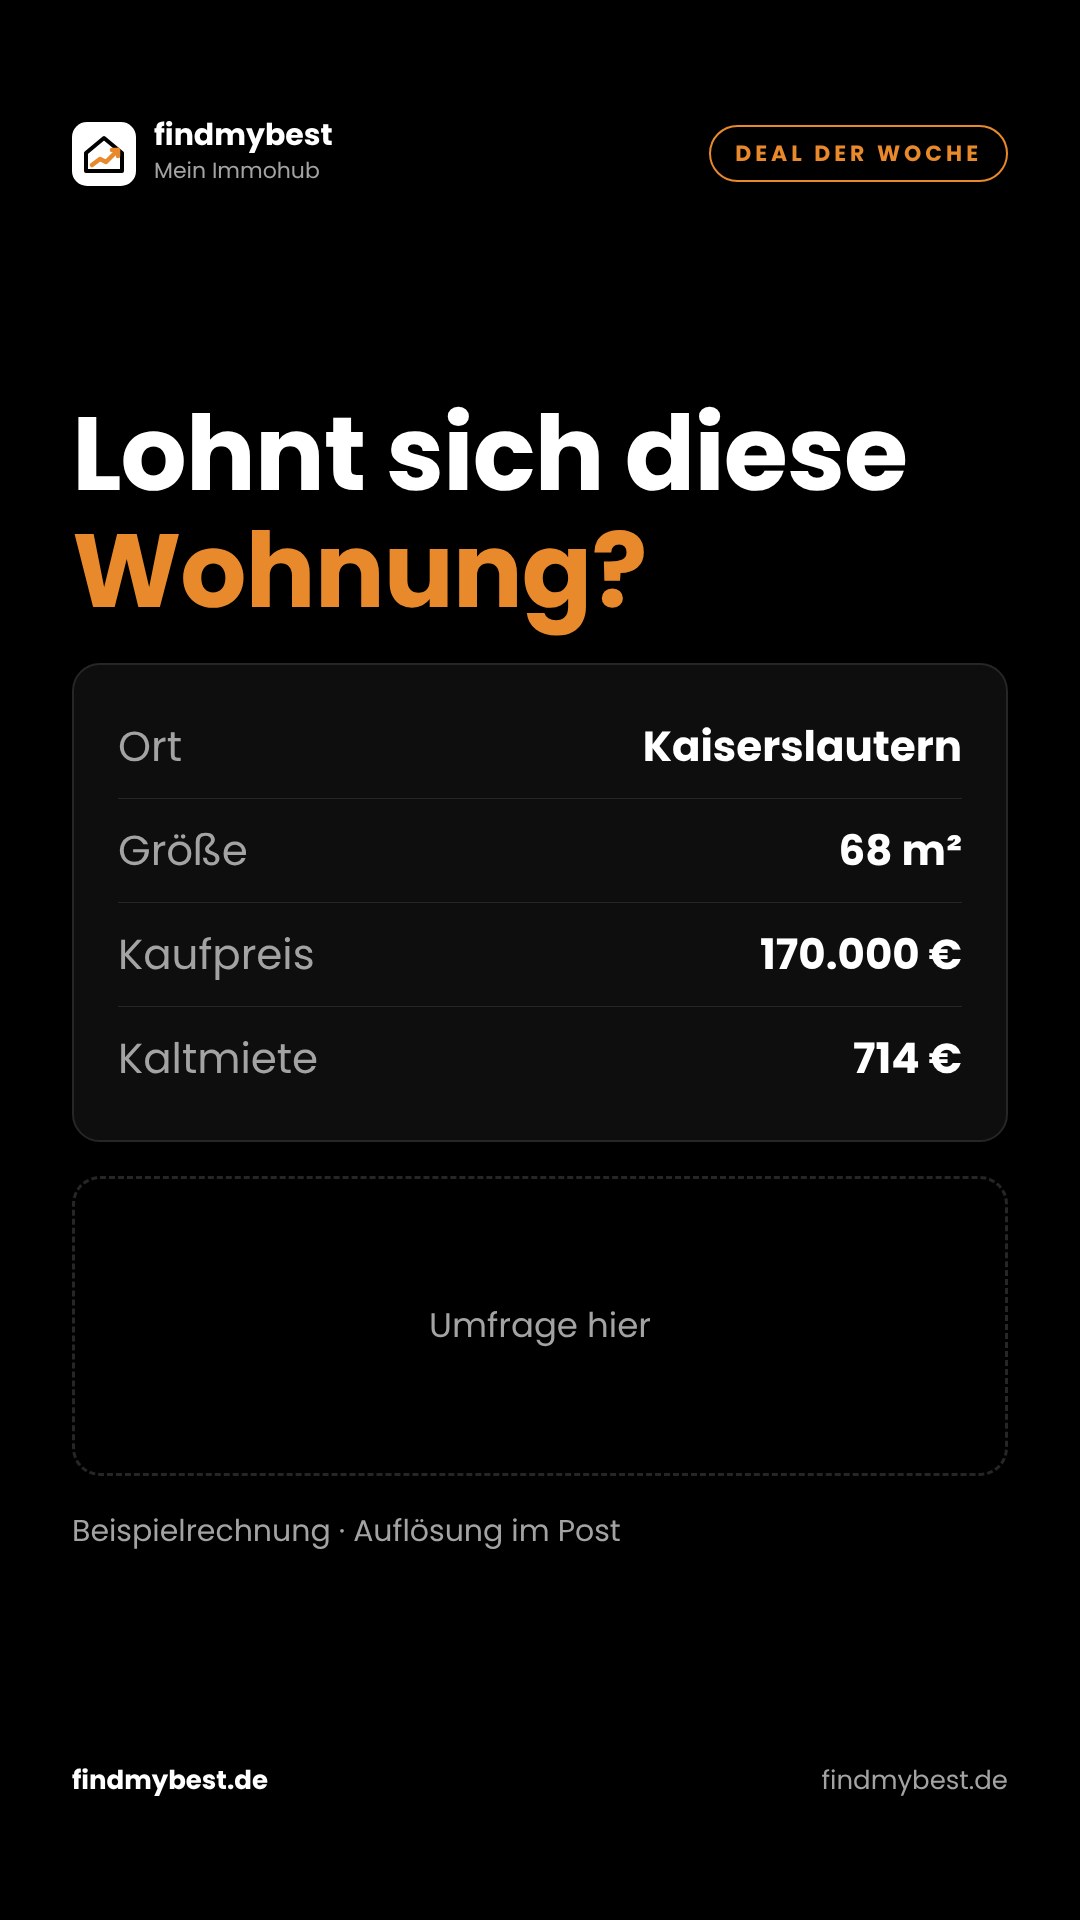 findmybest
Mein Immohub
DEAL DER WOCHE
Lohnt sich diese
Wohnung?
Ort Kaiserslautern
Größe 68 m²
Kaufpreis 170.000 €
Kaltmiete 714 €
Umfrage hier
Beispielrechnung · Auflösung im Post
findmybest.de findmybest.de